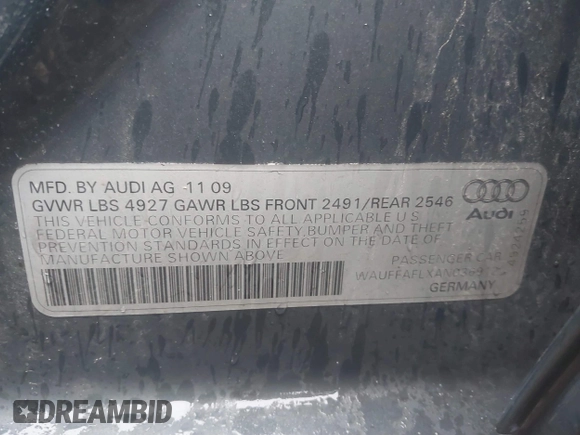 MFD. BY AUDI AG 11 09
GVWR LBS 4927 GAWR LBS FRONT 2491/REAR 2546
THIS VEHICLE CONFORMS TO ALL APPLICABLE U S
FEDERAL MOTOR VEHICLE SAFETY, BUMPER AND THEFT
PREVENTION STANDARDS IN EFFECT ON THE DATE OF
MANUFACTURE SHOWN ABOVE
Audi
PASSENGER CAR
GERMANY
DREAMBID